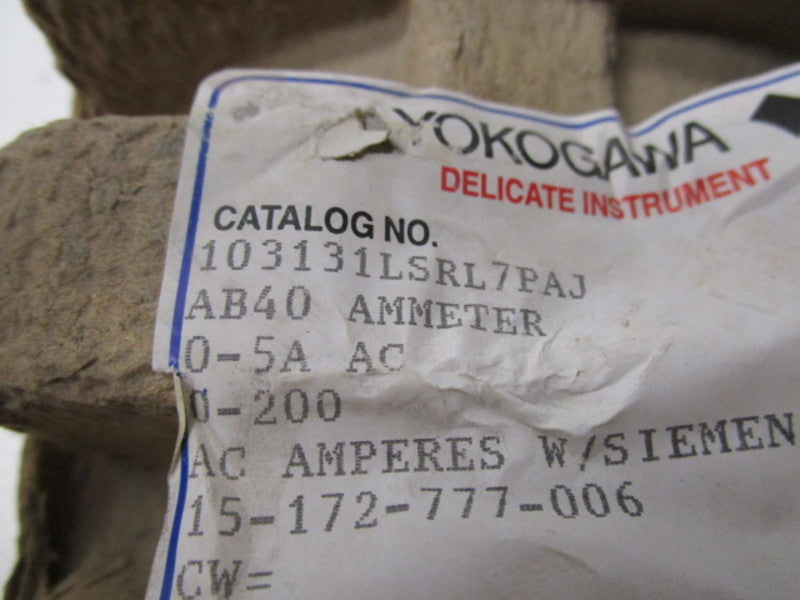 YOKOGAWA
DELICATE INSTRUMENT
CATALOG NO.
103131LSRL7PAJ
AB40 AMMETER
0-5A AC
0-200
AC AMPERES W/SIEMEN
15-172-777-006
CW=